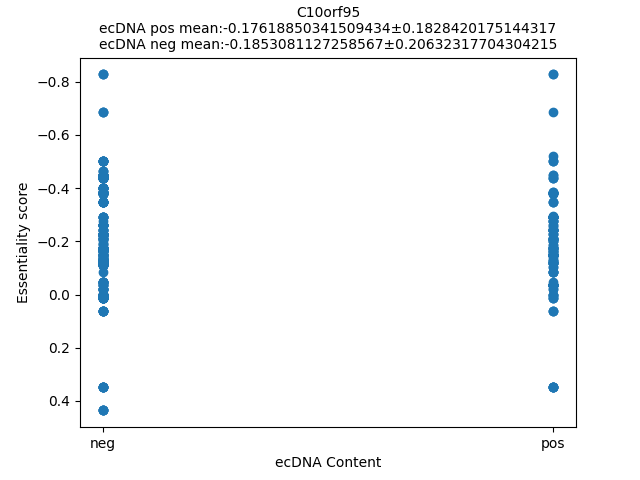 C10orf95
ecDNA pos mean:-0.17618850341509434±0.1828420175144317
ecDNA neg mean:-0.1853081127258567±0.20632317704304215
−0.8
−0.6
−0.4
−0.2
0.0
0.2
0.4
Essentiality score
neg
pos
ecDNA Content